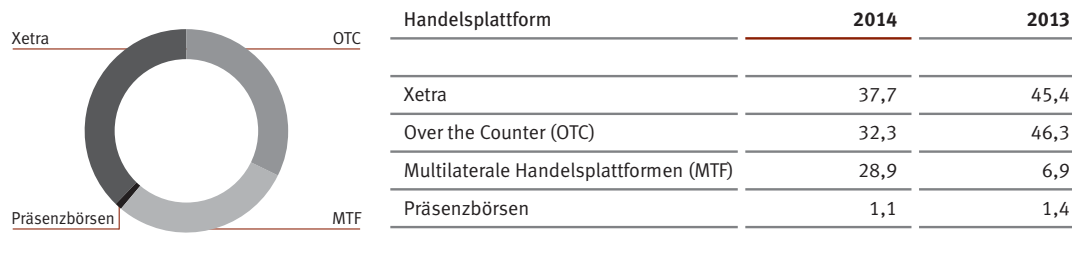 Xetra
OTC
Präsenzbörsen
MTF
Handelsplattform 2014 2013
Xetra 37,7 45,4
Over the Counter (OTC) 32,3 46,3
Multilaterale Handelsplattformen (MTF) 28,9 6,9
Präsenzbörsen 1,1 1,4